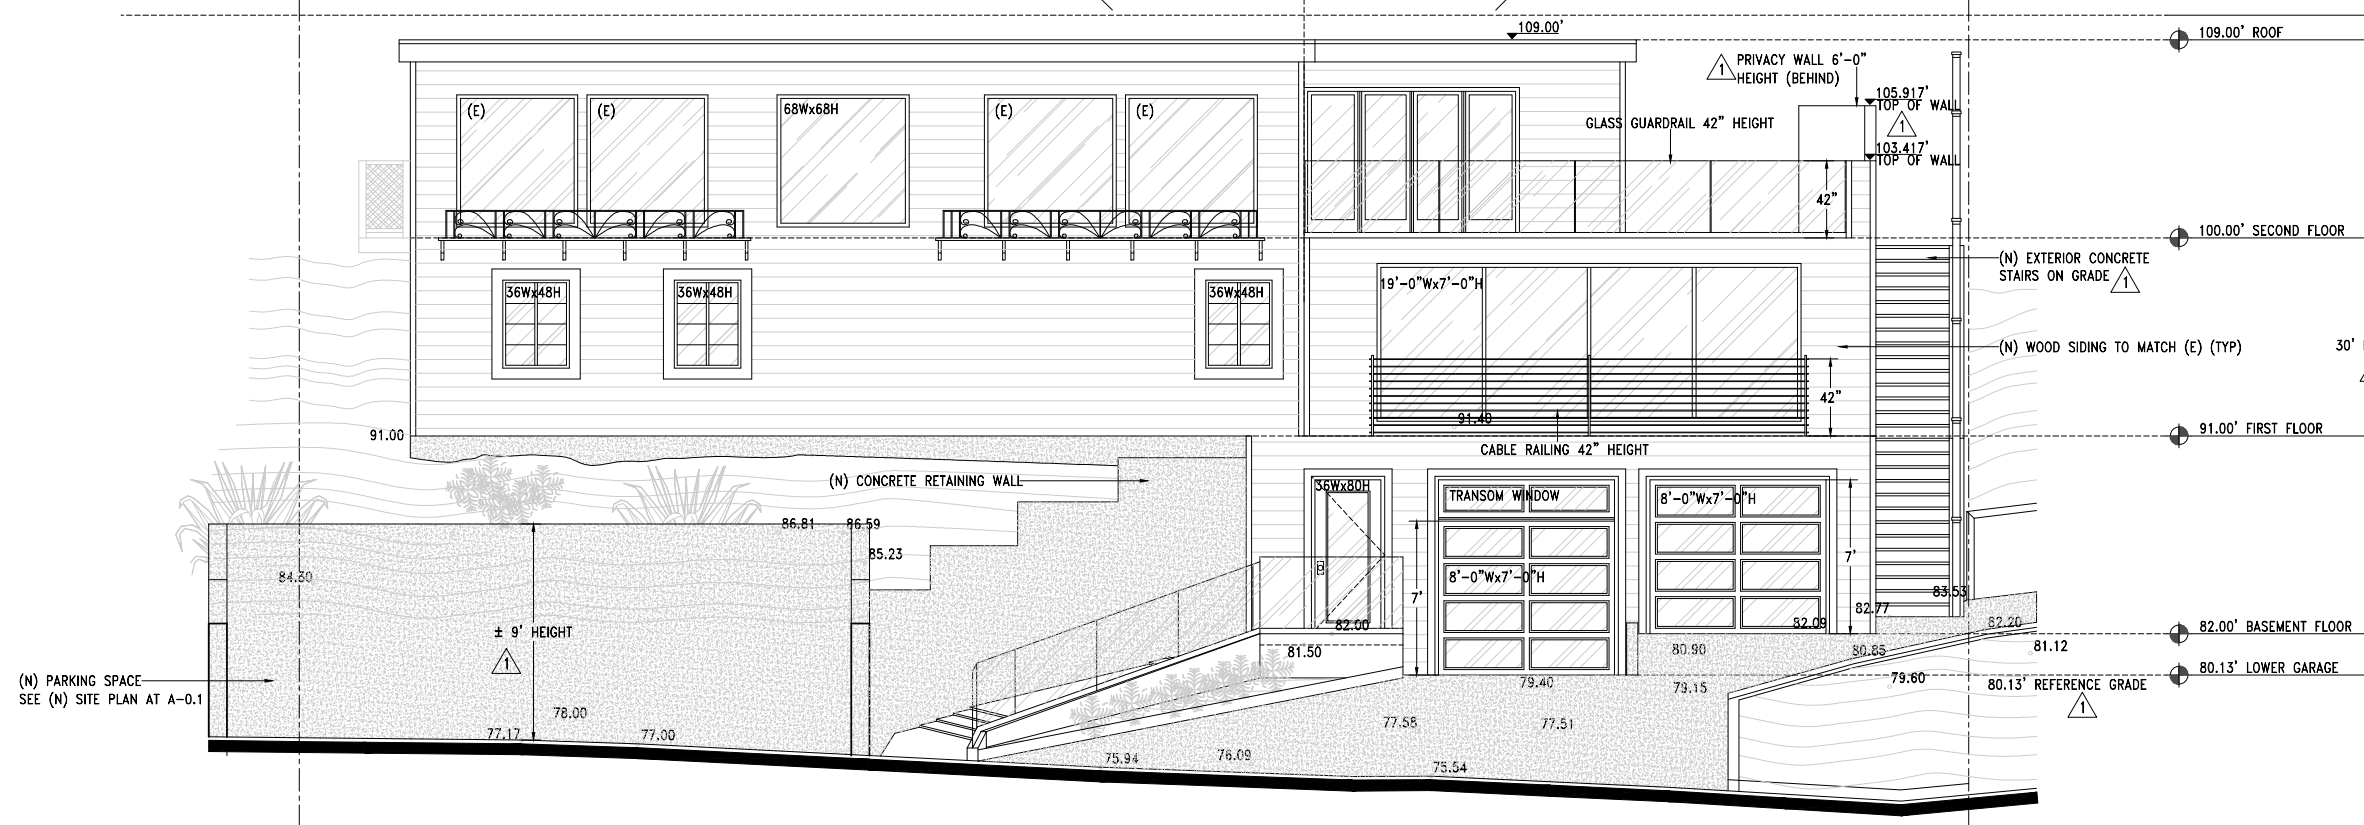 109.00'
109.00' ROOF
1
PRIVACY WALL 6'-0"
HEIGHT (BEHIND)
(E)
(E)
68Wx68H
(E)
(E)
105.917'
TOP OF WALL
1
GLASS GUARDRAIL 42" HEIGHT
103.417'
TOP OF WALL
42"
100.00' SECOND FLOOR
(N) EXTERIOR CONCRETE
STAIRS ON GRADE
1
36Wx48H
36Wx48H
36Wx48H
19'-0"Wx7'-0"H
(N) WOOD SIDING TO MATCH (E) (TYP)
30'
42"
91.40
91.00
91.00' FIRST FLOOR
CABLE RAILING 42" HEIGHT
(N) CONCRETE RETAINING WALL
36Wx80H
TRANSOM WINDOW
8'-0"Wx7'-0"H
86.81
86.59
85.23
7'
84.30
8'-0"Wx7'-0"H
7'
83.53
82.77
82.00
82.09
82.20
82.00' BASEMENT FLOOR
± 9' HEIGHT
1
81.50
80.90
80.85
81.12
80.13' LOWER GARAGE
(N) PARKING SPACE
SEE (N) SITE PLAN AT A-0.1
79.40
79.15
79.60
80.13' REFERENCE GRADE
1
78.00
77.17
77.00
77.58
77.51
75.94
76.09
75.54